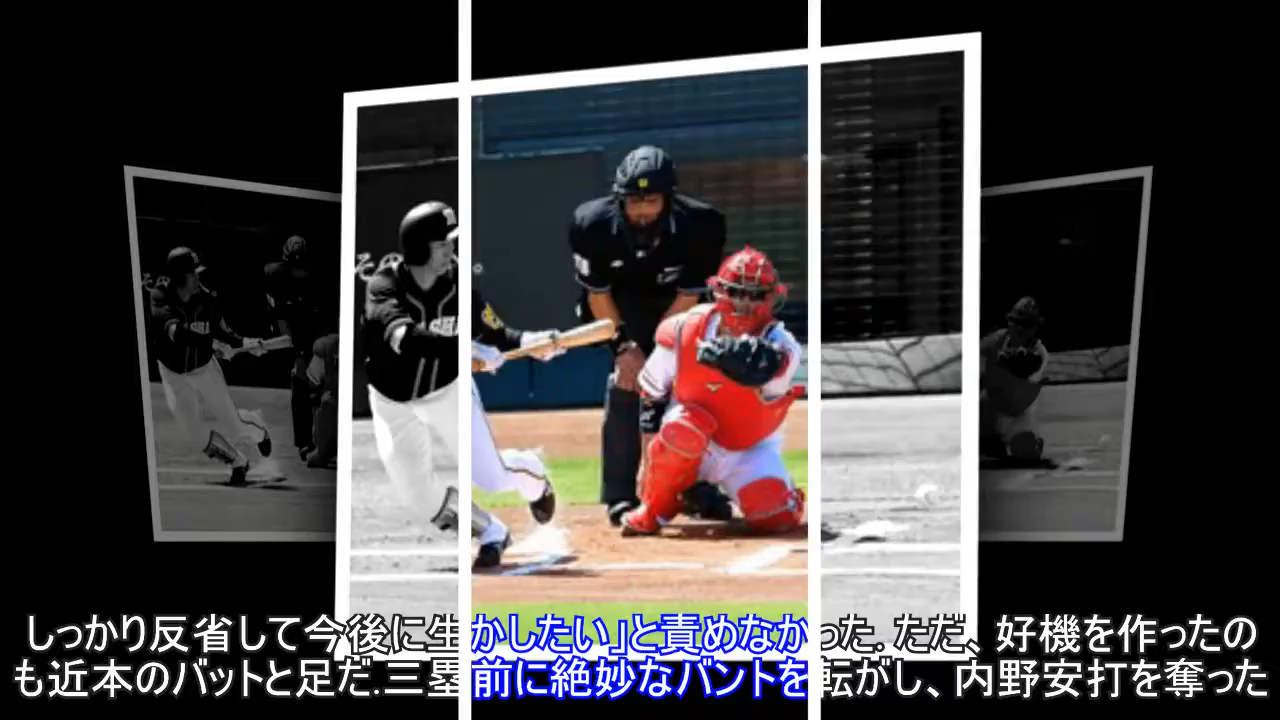 しっかり反省して今後に生かしたい」と責めなかった. ただ、好機を作ったの
も近本のバットと足だ.三塁前に絶妙なバントを転がし、内野安打を奪った